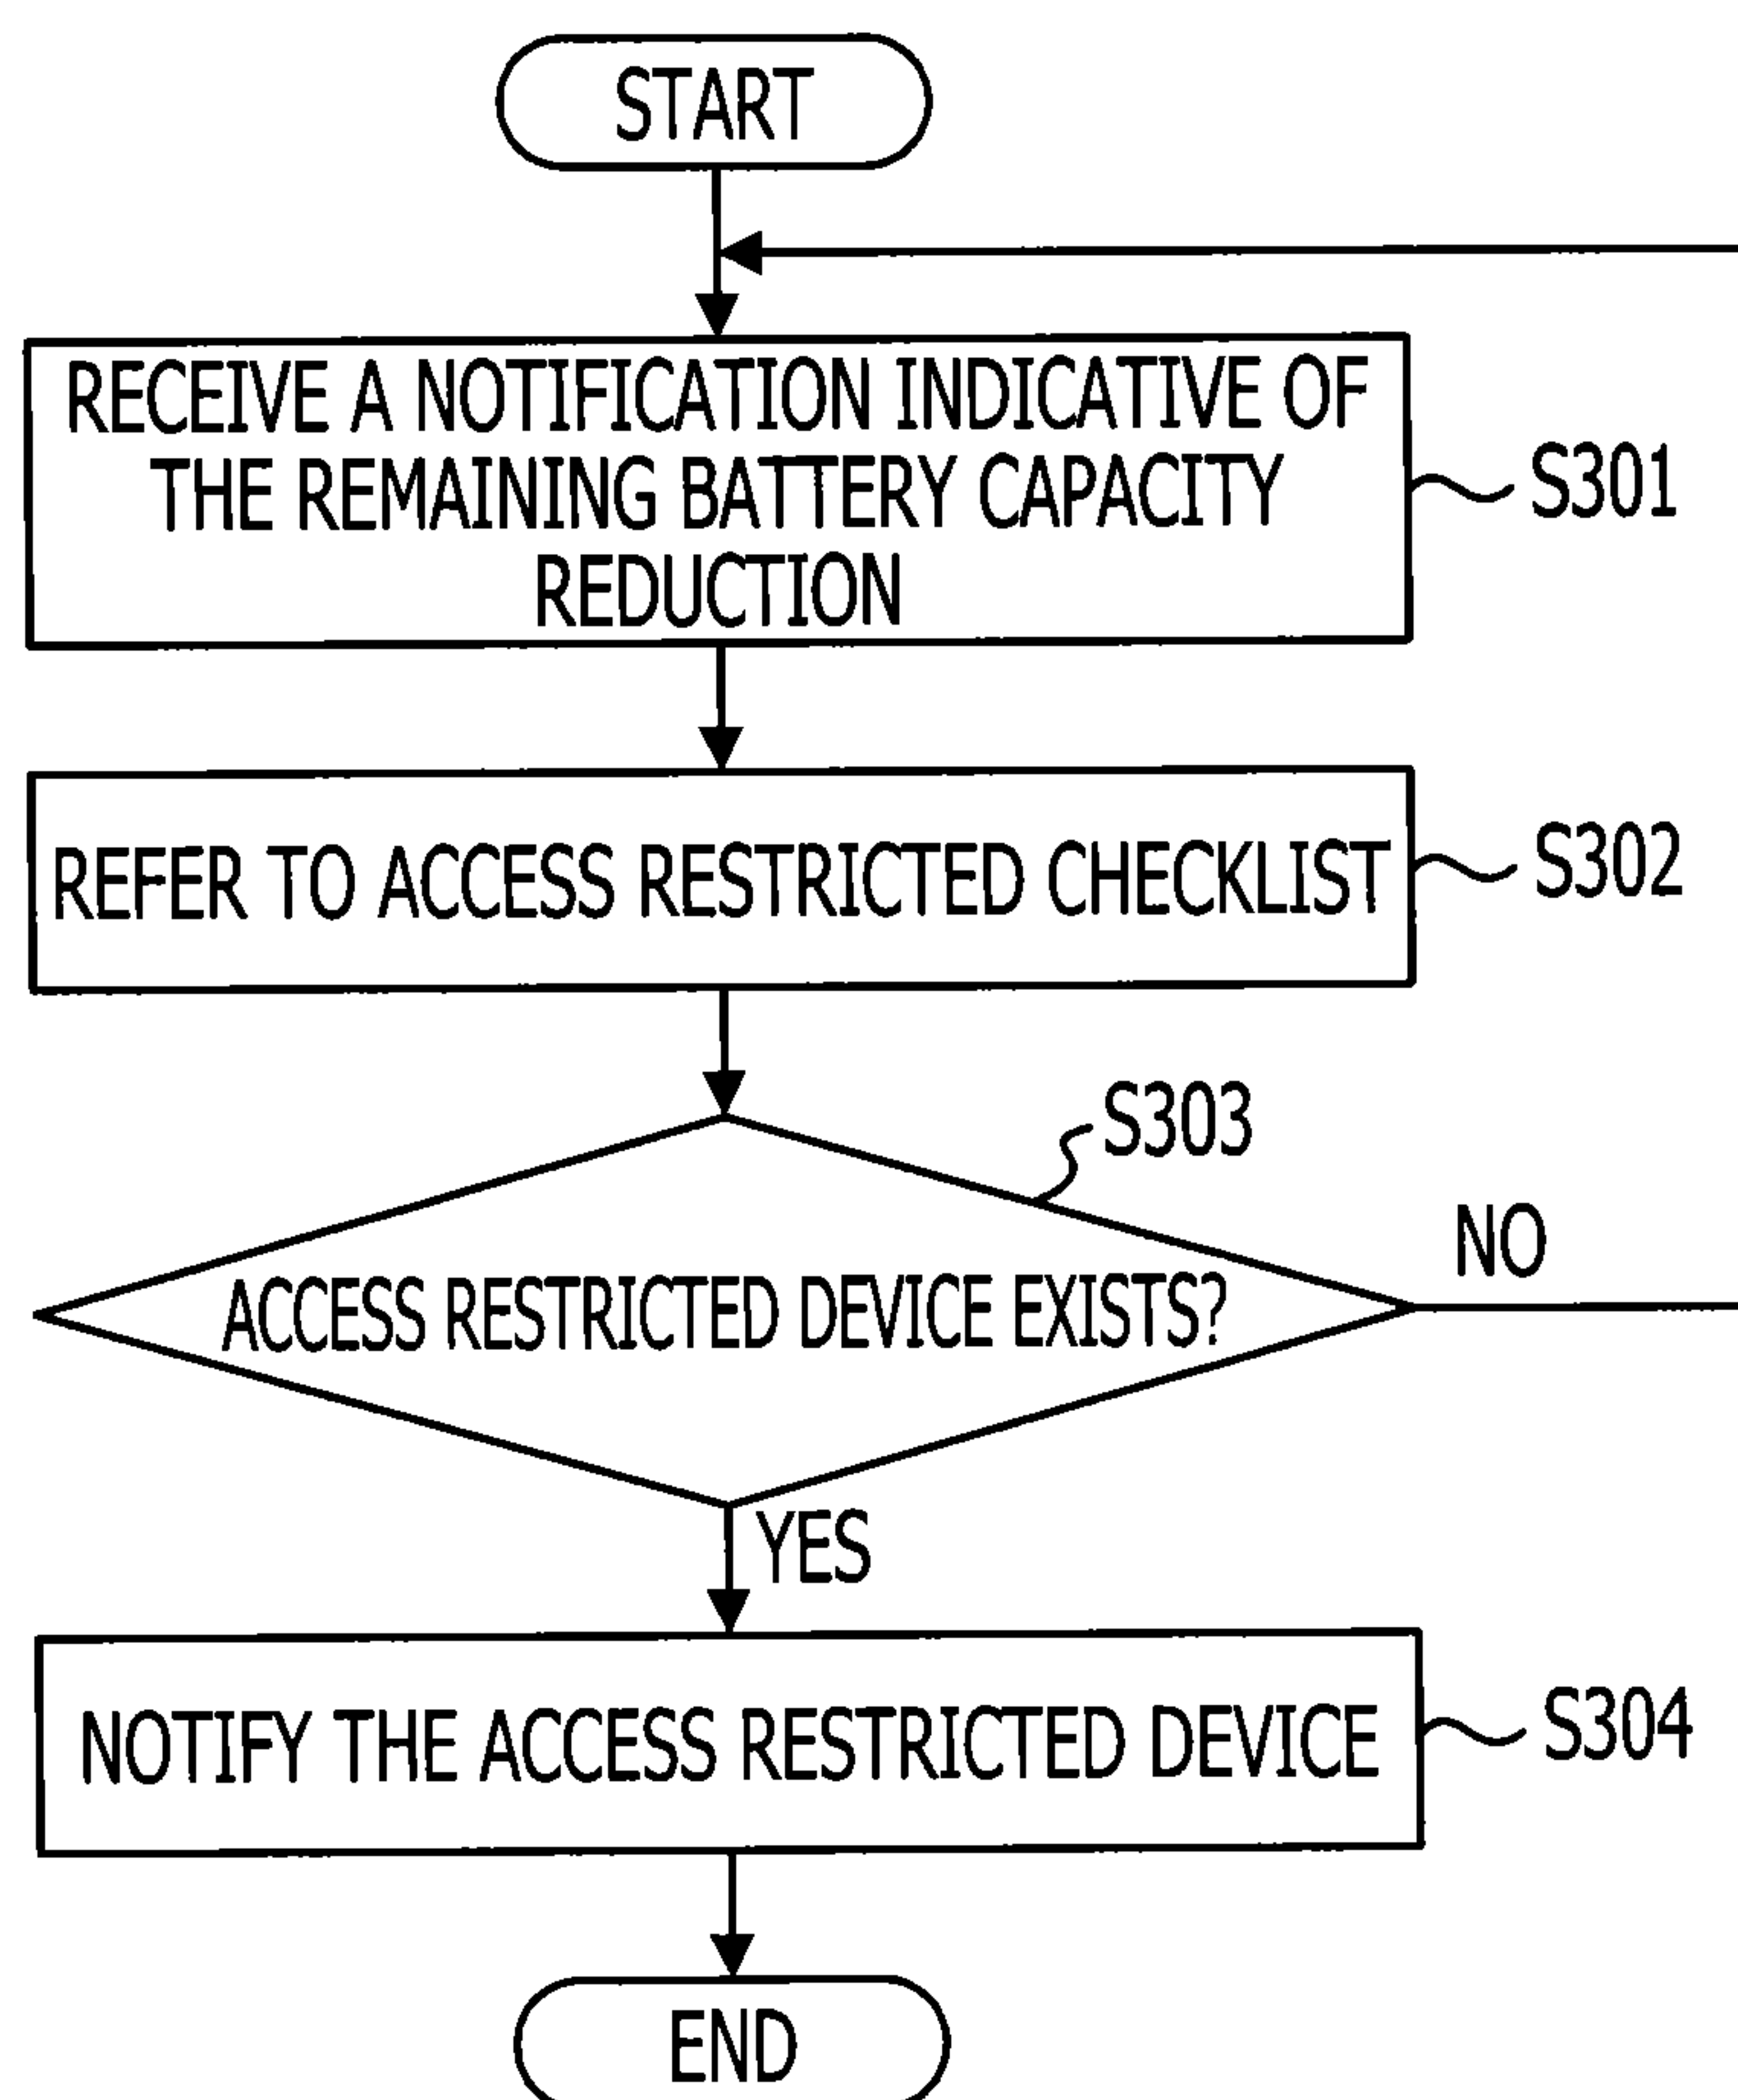 START
RECEIVE A NOTIFICATION INDICATIVE OF
THE REMAINING BATTERY CAPACITY
REDUCTION
S301
REFER TO ACCESS RESTRICTED CHECKLIST
S302
S303
ACCESS RESTRICTED DEVICE EXISTS?
NO
YES
NOTIFY THE ACCESS RESTRICTED DEVICE
S304
END